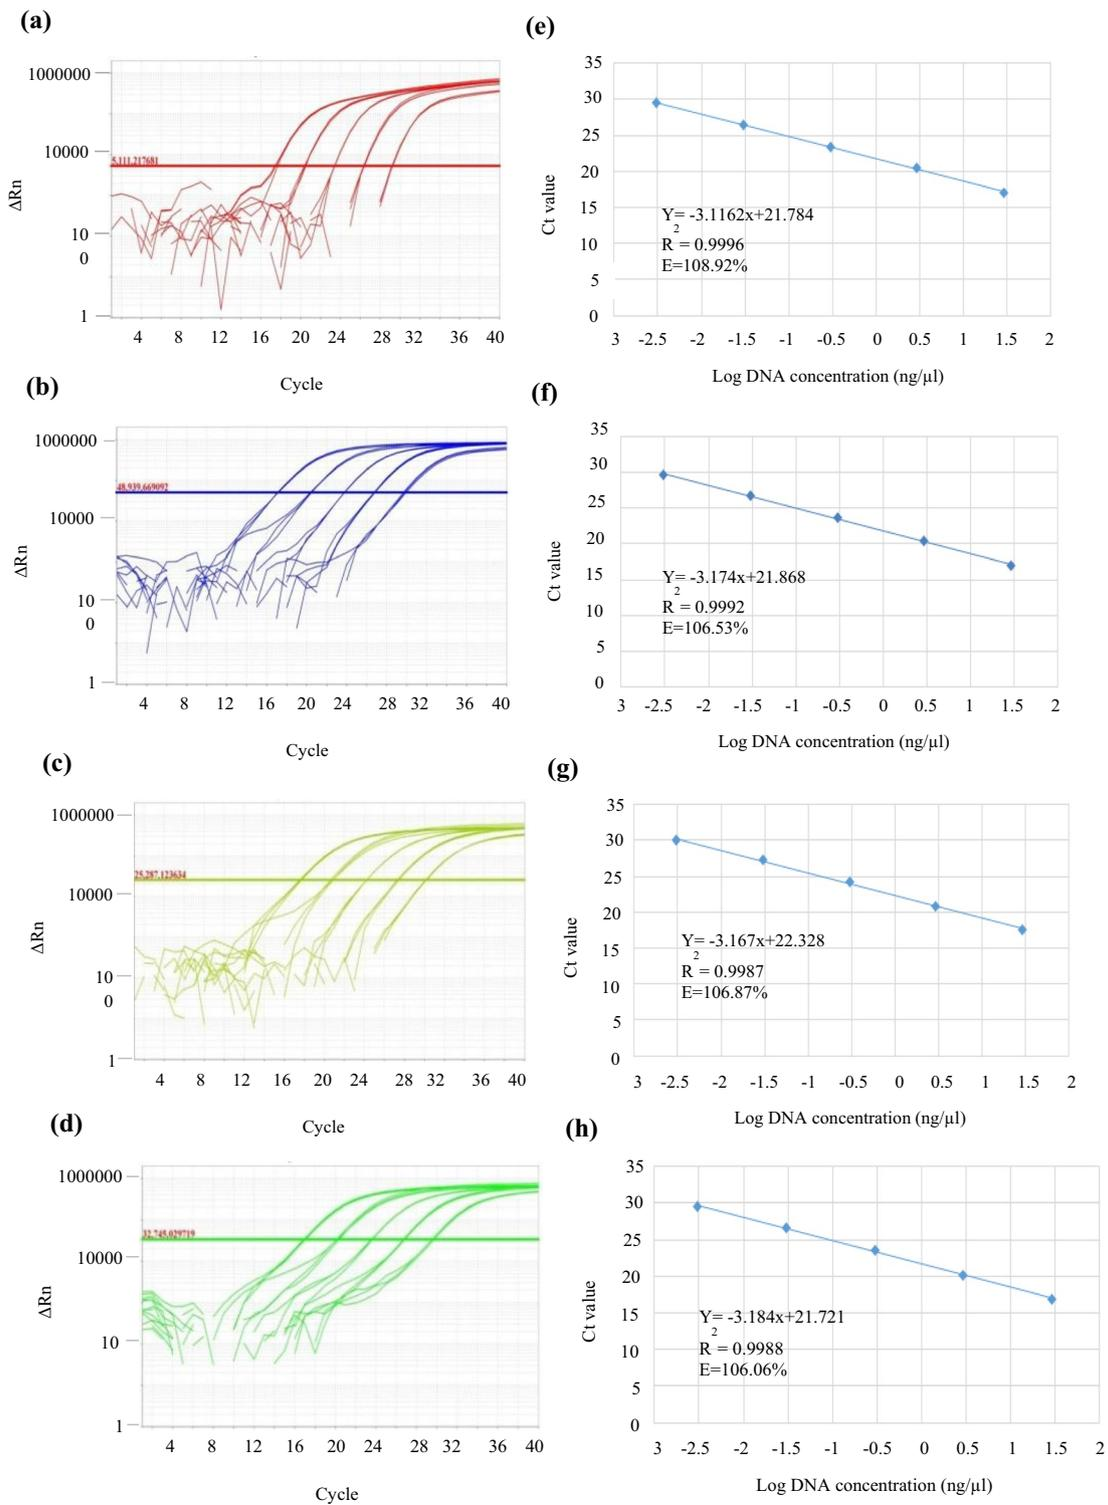 (a)
1000000
10000
10
0
1
ΔRn
5,111.217681
4 8 12 16 20 24 28 32 36 40
Cycle
(e)
35
30
25
20
15
10
5
0
Ct value
Y= -3.1162x+21.784
2
R = 0.9996
E=108.92%
3 -2.5 -2 -1.5 -1 -0.5 0 0.5 1 1.5 2
Log DNA concentration (ng/µl)
(b)
1000000
10000
10
0
1
ΔRn
48,939.669092
4 8 12 16 20 24 28 32 36 40
Cycle
(f)
35
30
25
20
15
10
5
0
Ct value
Y= -3.174x+21.868
2
R = 0.9992
E=106.53%
3 -2.5 -2 -1.5 -1 -0.5 0 0.5 1 1.5 2
Log DNA concentration (ng/µl)
(c)
1000000
10000
10
0
1
ΔRn
25,287.123634
4 8 12 16 20 24 28 32 36 40
Cycle
(g)
35
30
25
20
15
10
5
0
Ct value
Y= -3.167x+22.328
2
R = 0.9987
E=106.87%
3 -2.5 -2 -1.5 -1 -0.5 0 0.5 1 1.5 2
Log DNA concentration (ng/µl)
(d)
1000000
10000
10
1
ΔRn
32,745.029719
4 8 12 16 20 24 28 32 36 40
Cycle
(h)
35
30
25
20
15
10
5
0
Ct value
Y= -3.184x+21.721
2
R = 0.9988
E=106.06%
3 -2.5 -2 -1.5 -1 -0.5 0 0.5 1 1.5 2
Log DNA concentration (ng/µl)